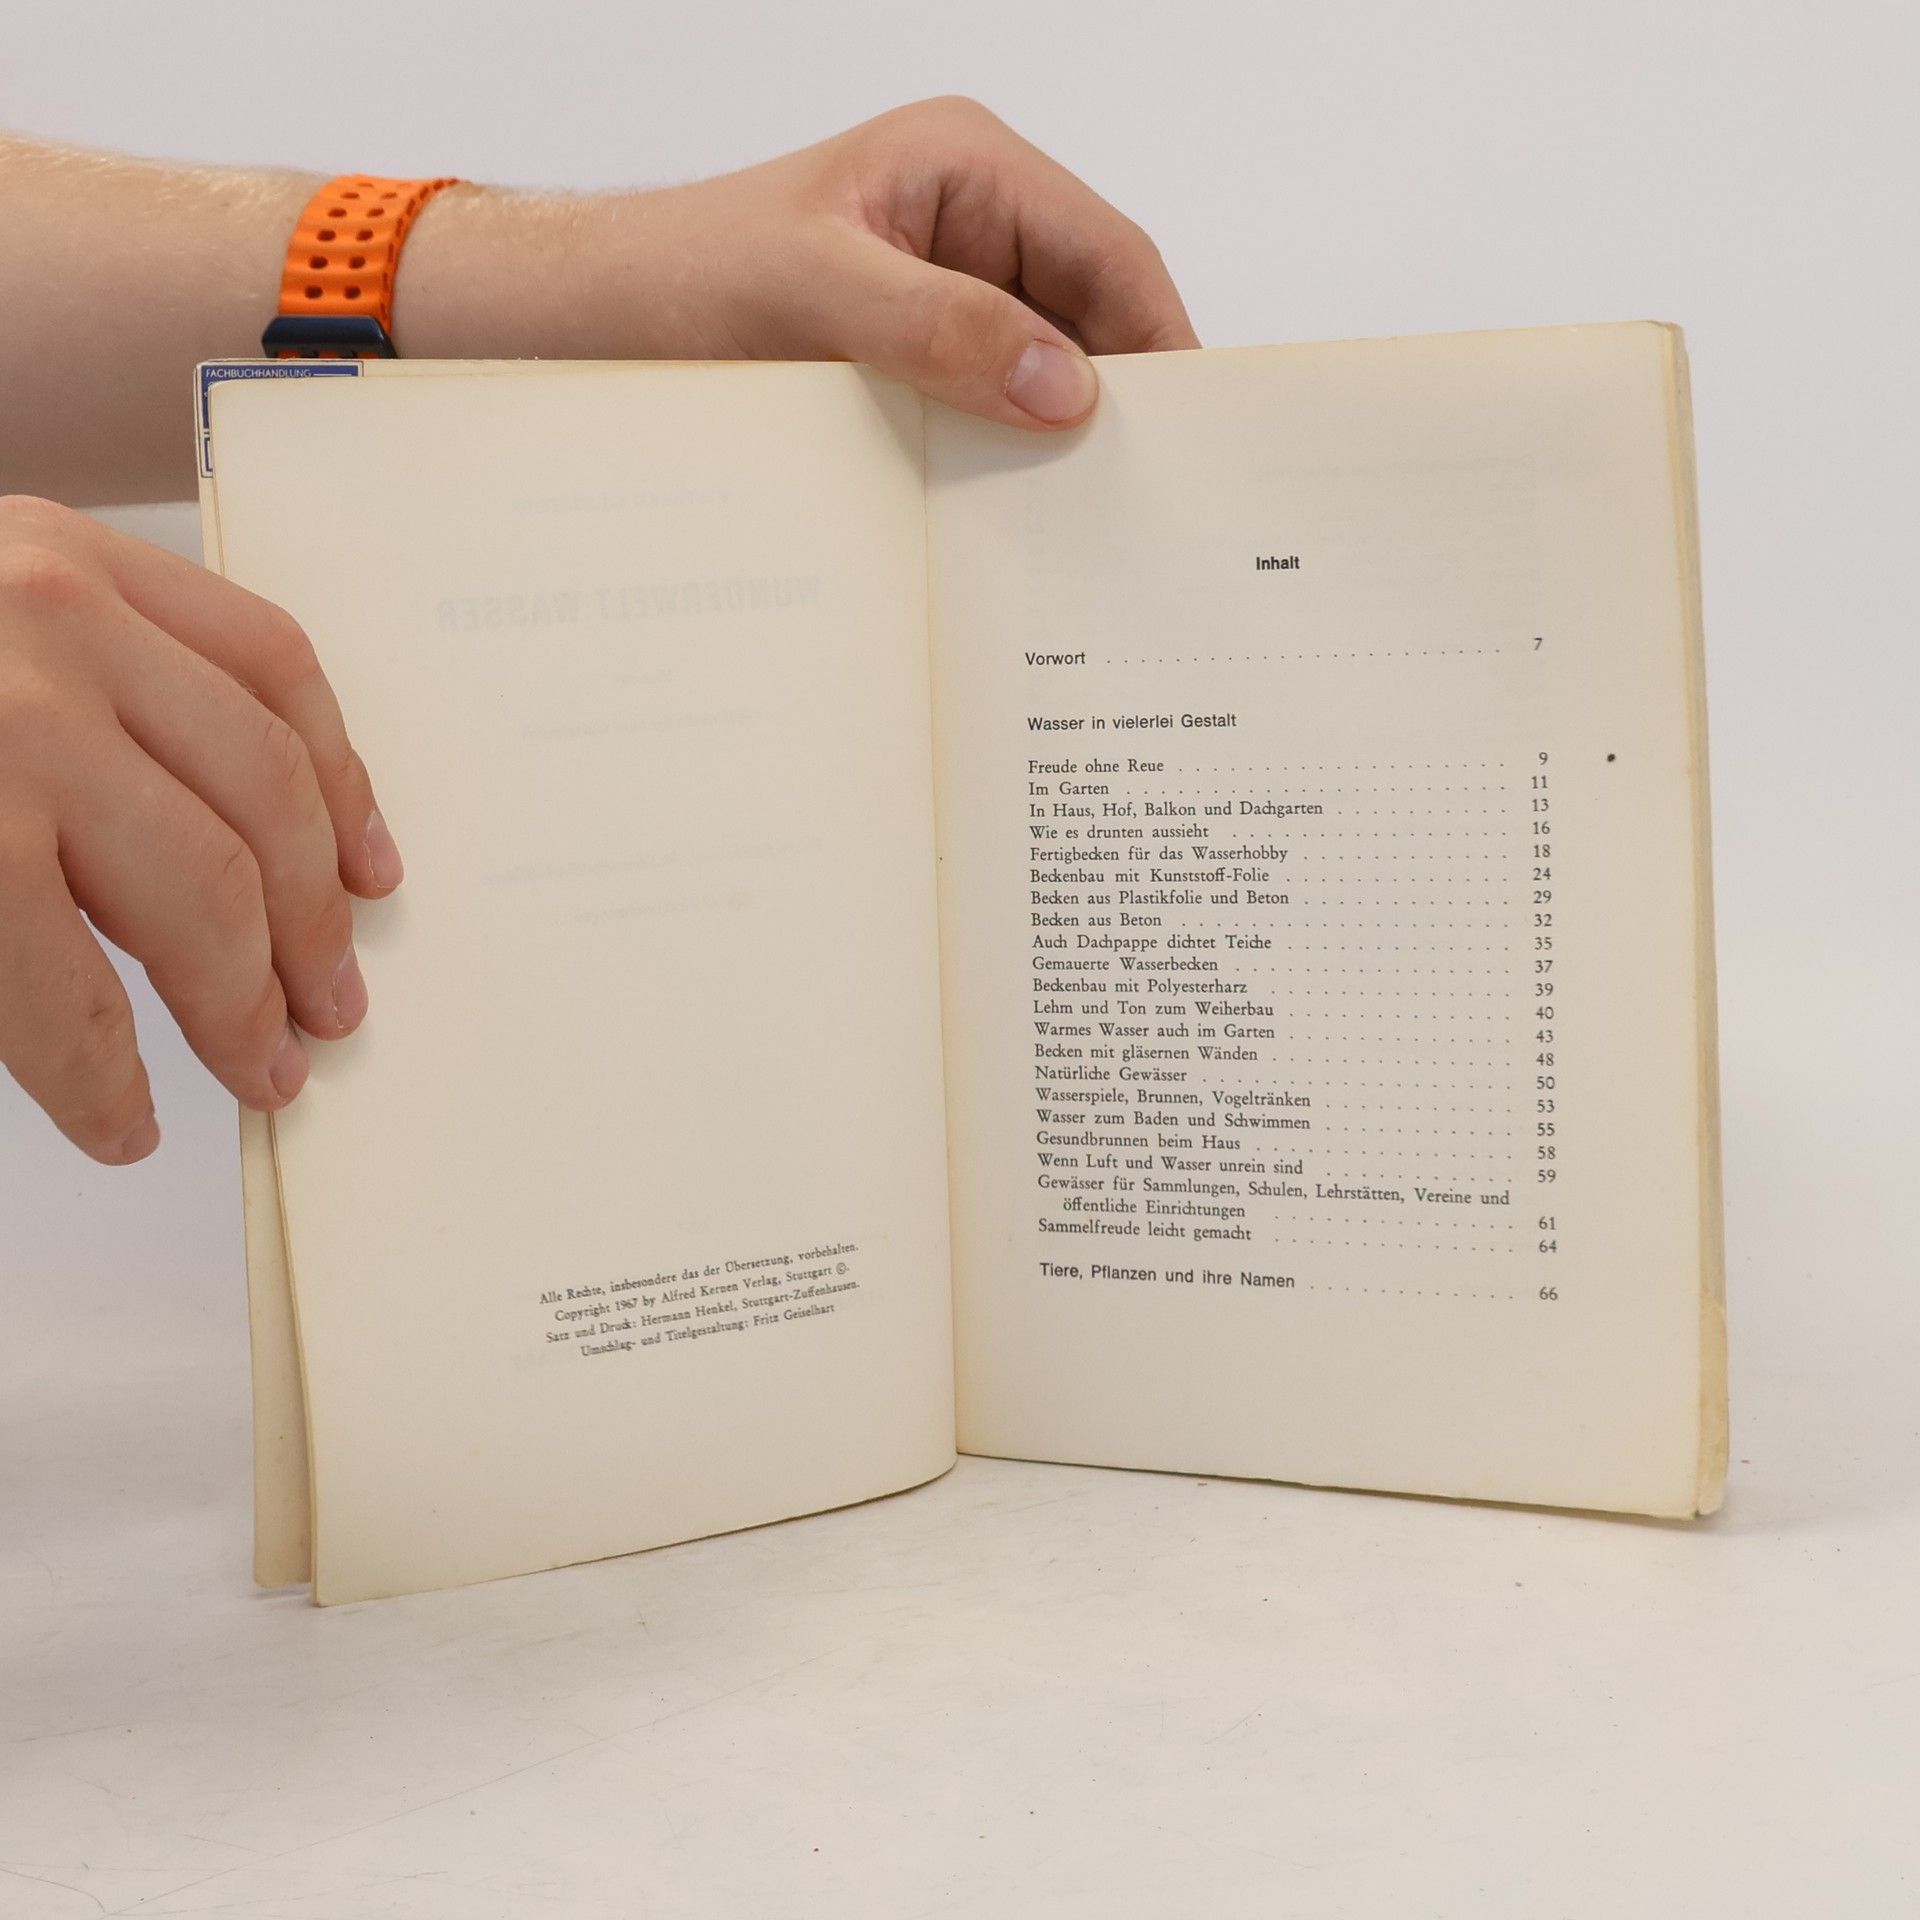 FACHBUCHHANDLUNG
WUNDERWELT WASSER
Alle Rechte, insbesondere das der Übersetzung, vorbehalten.
Copyright 1967 by Alfred Kernen Verlag, Stuttgart ©.
Satz und Druck: Hermann Henkel, Stuttgart-Zuffenhausen.
Umschlag- und Titelgestaltung: Fritz Geiselhart
Inhalt
Vorwort . . . . . . . . . . . . . . . . . . . . . . . 7
Wasser in vielerlei Gestalt
Freude ohne Reue . . . . . . . . . . . . . . . . . . . 9
Im Garten . . . . . . . . . . . . . . . . . . . . . . 11
In Haus, Hof, Balkon und Dachgarten . . . . . . . . 13
Wie es drunten aussieht . . . . . . . . . . . . . . . 16
Fertigbecken für das Wasserhobby . . . . . . . . . 18
Beckenbau mit Kunststoff-Folie . . . . . . . . . . 24
Becken aus Plastikfolie und Beton . . . . . . . . . 29
Becken aus Beton . . . . . . . . . . . . . . . . . . 32
Auch Dachpappe dichtet Teiche . . . . . . . . . . 35
Gemauerte Wasserbecken . . . . . . . . . . . . . . 37
Beckenbau mit Polyesterharz . . . . . . . . . . . 39
Lehm und Ton zum Weiherbau . . . . . . . . . . 40
Warmes Wasser auch im Garten . . . . . . . . . . 43
Becken mit gläsernen Wänden . . . . . . . . . . . 48
Natürliche Gewässer . . . . . . . . . . . . . . . . 50
Wasserspiele, Brunnen, Vogeltränken . . . . . . . . 53
Wasser zum Baden und Schwimmen . . . . . . . . 55
Gesundbrunnen beim Haus . . . . . . . . . . . . 58
Wenn Luft und Wasser unrein sind . . . . . . . . 59
Gewässer für Sammlungen, Schulen, Lehrstätten, Vereine und
öffentliche Einrichtungen . . . . . . . . . . . 61
Sammelfreude leicht gemacht . . . . . . . . . . . 64
Tiere, Pflanzen und ihre Namen . . . . . . . . . 66